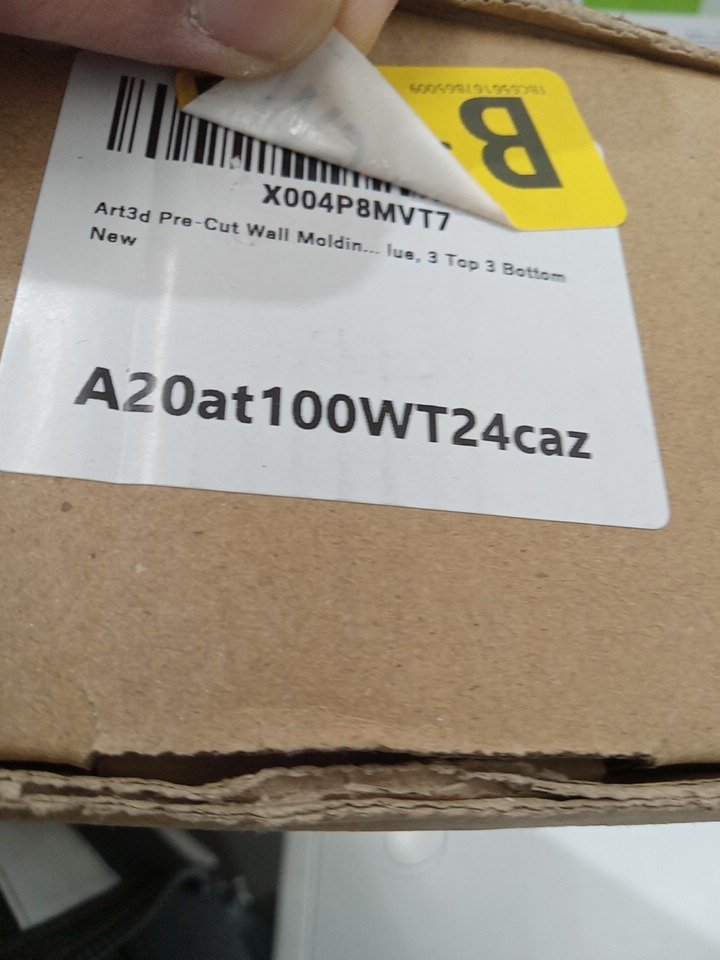 B
X004P8MVT7
Art3d Pre-Cut Wall Moldin... lue, 3 Top 3 Bottom
New
A20at100WT24caz